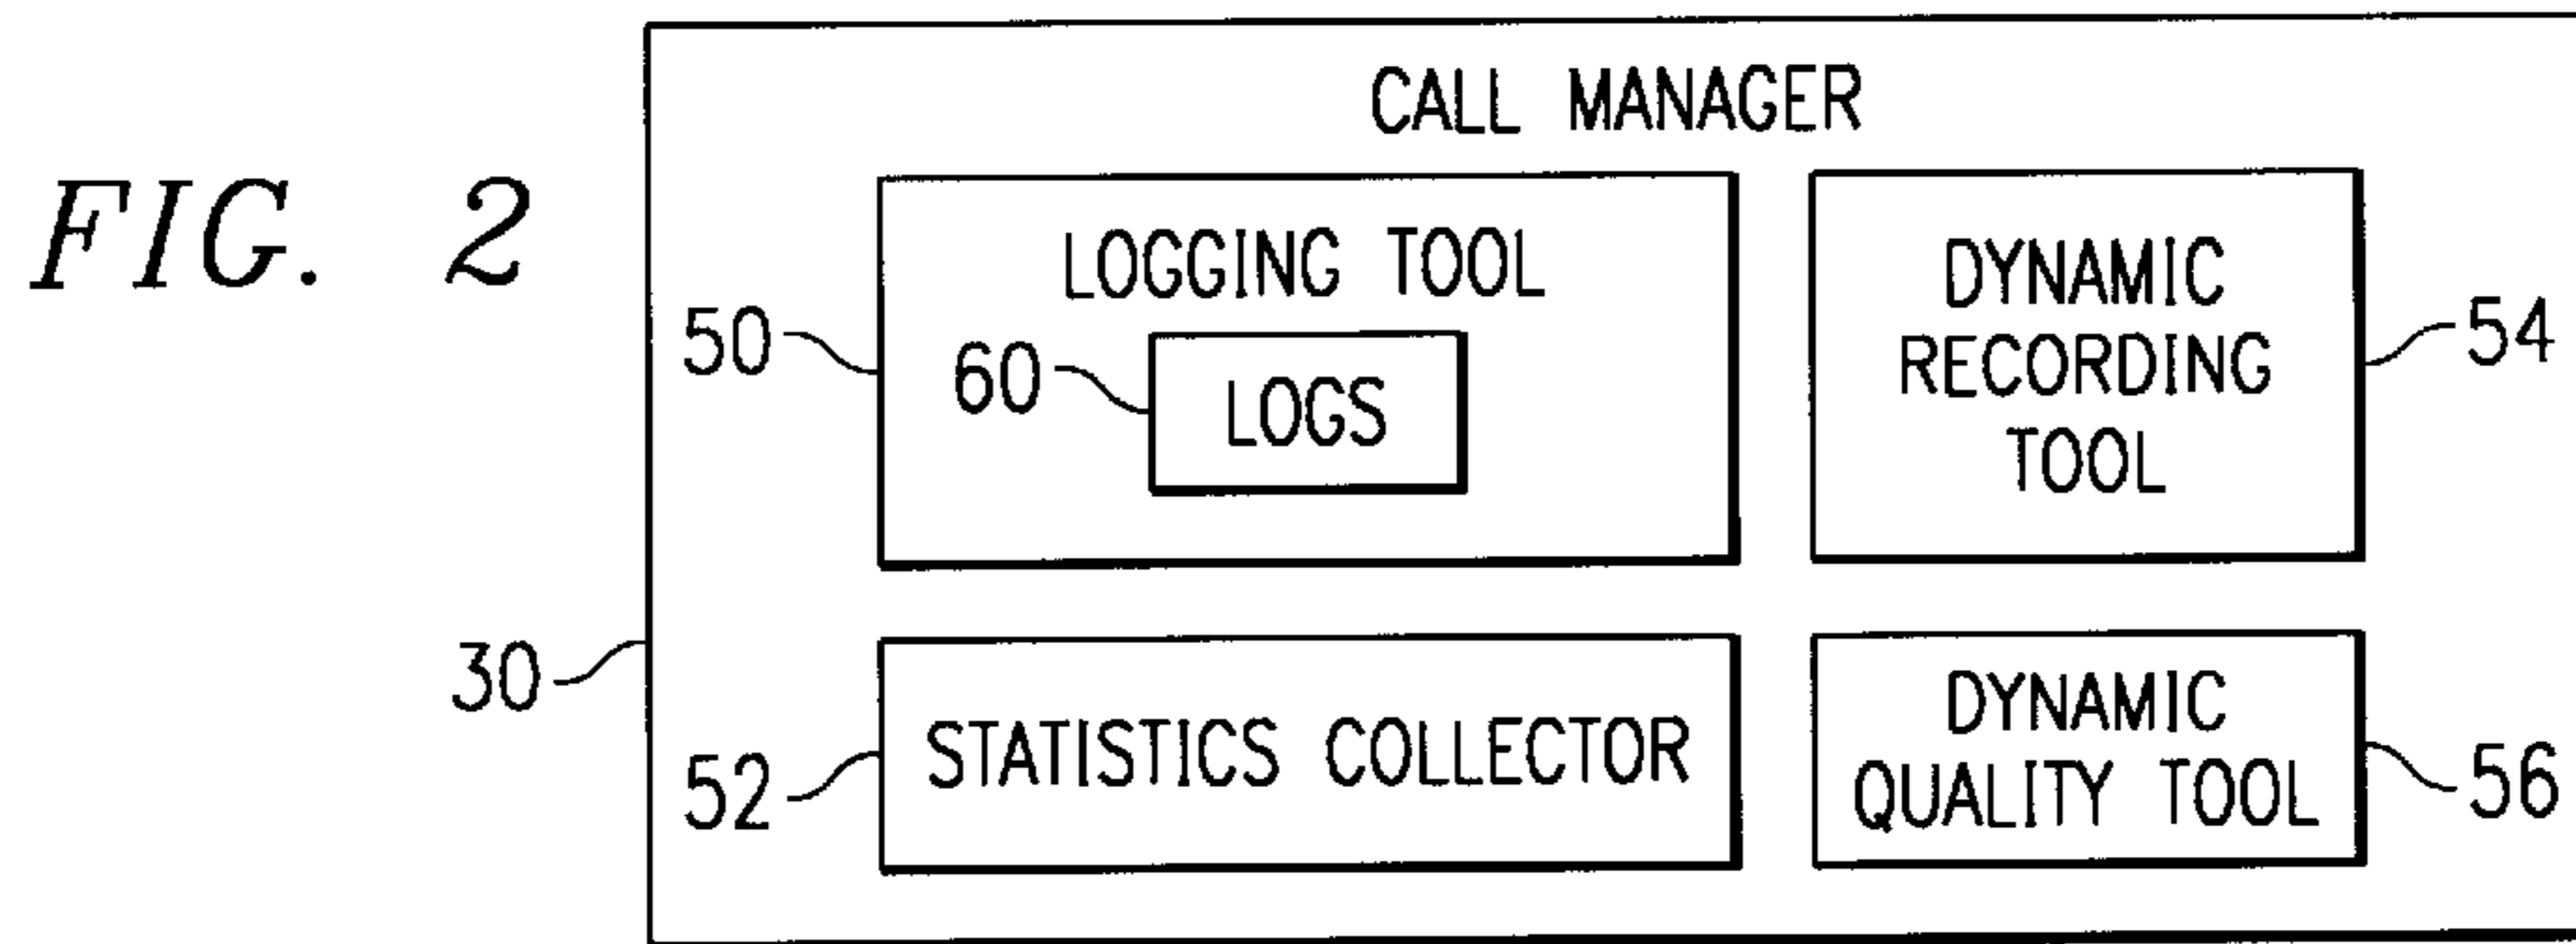 FIG. 2
CALL MANAGER
LOGGING TOOL
50
60
LOGS
DYNAMIC
RECORDING
TOOL
54
30
52
STATISTICS COLLECTOR
DYNAMIC
QUALITY TOOL
56